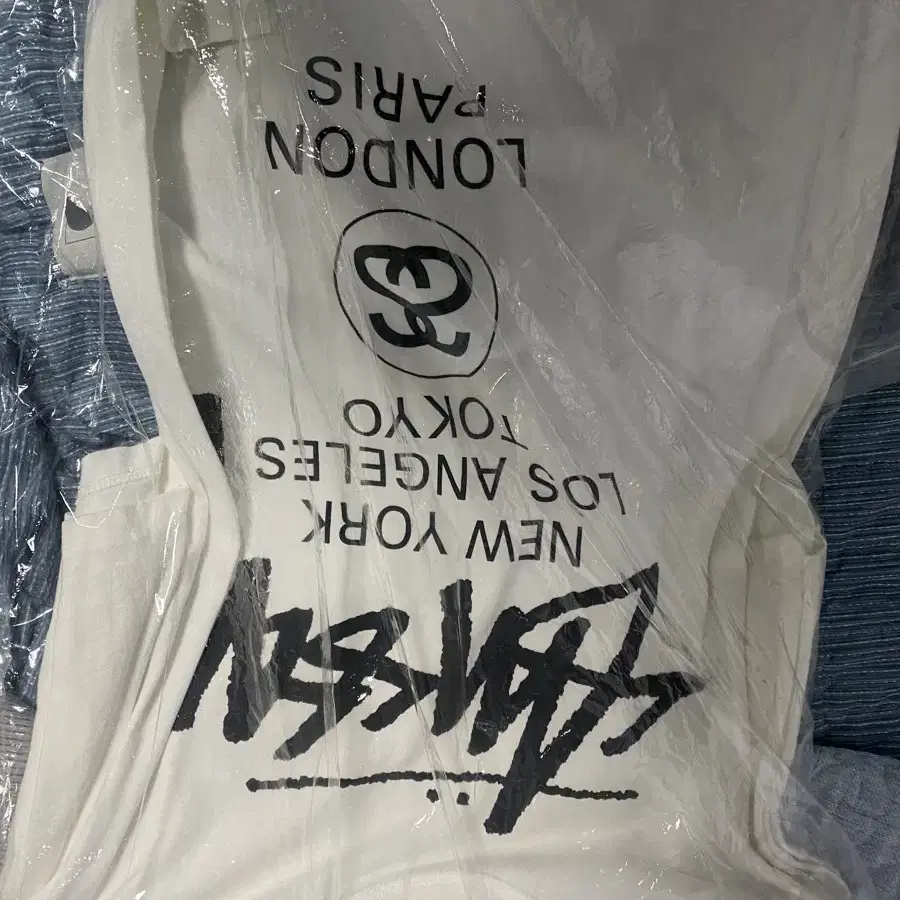 Stüssy
NEW YORK
LOS ANGELES
TOKYO
LONDON
PARIS